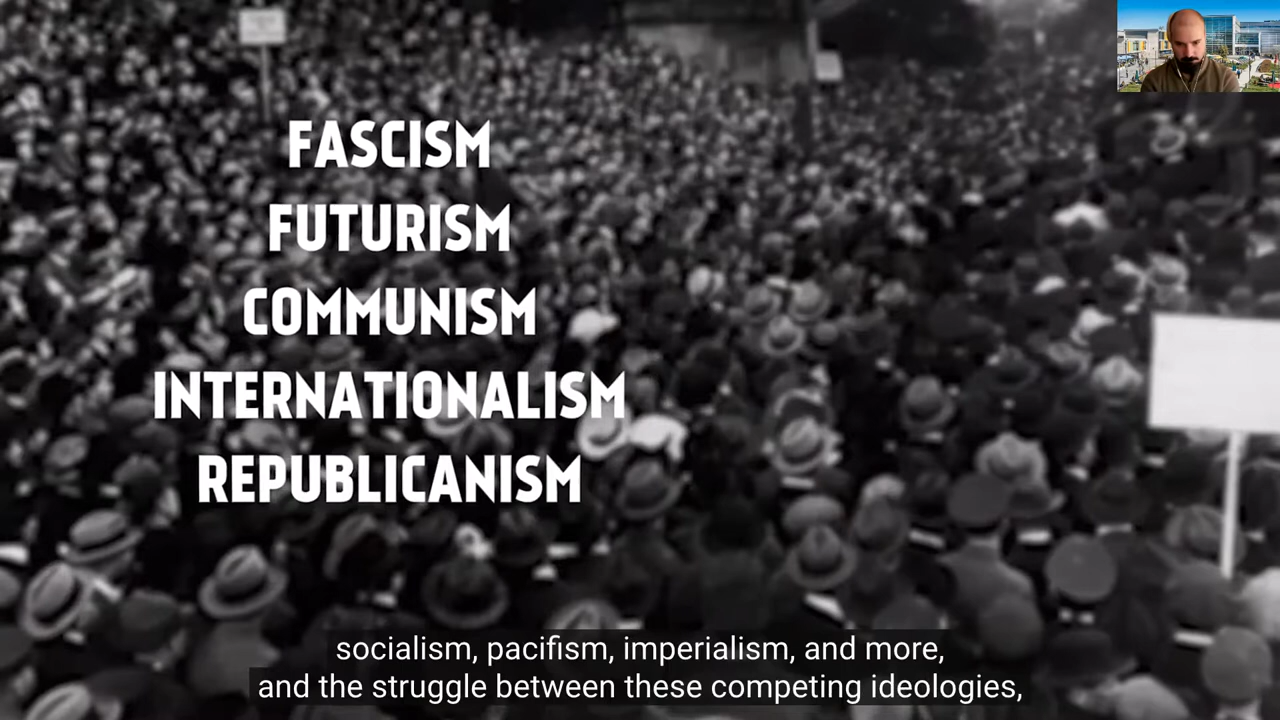 FASCISM
FUTURISM
COMMUNISM
INTERNATIONALISM
REPUBLICANISM
socialism, pacifism, imperialism, and more,
and the struggle between these competing ideologies,